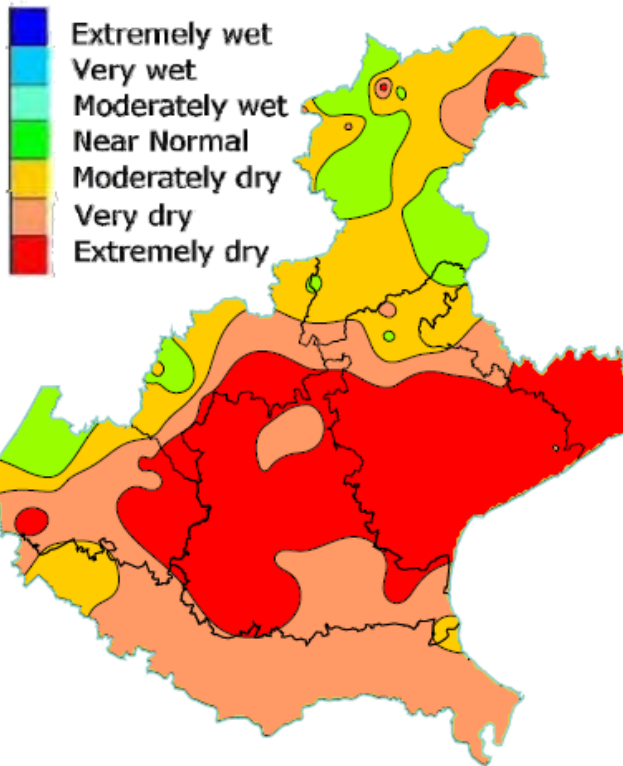 Extremely wet
Very wet
Moderately wet
Near Normal
Moderately dry
Very dry
Extremely dry